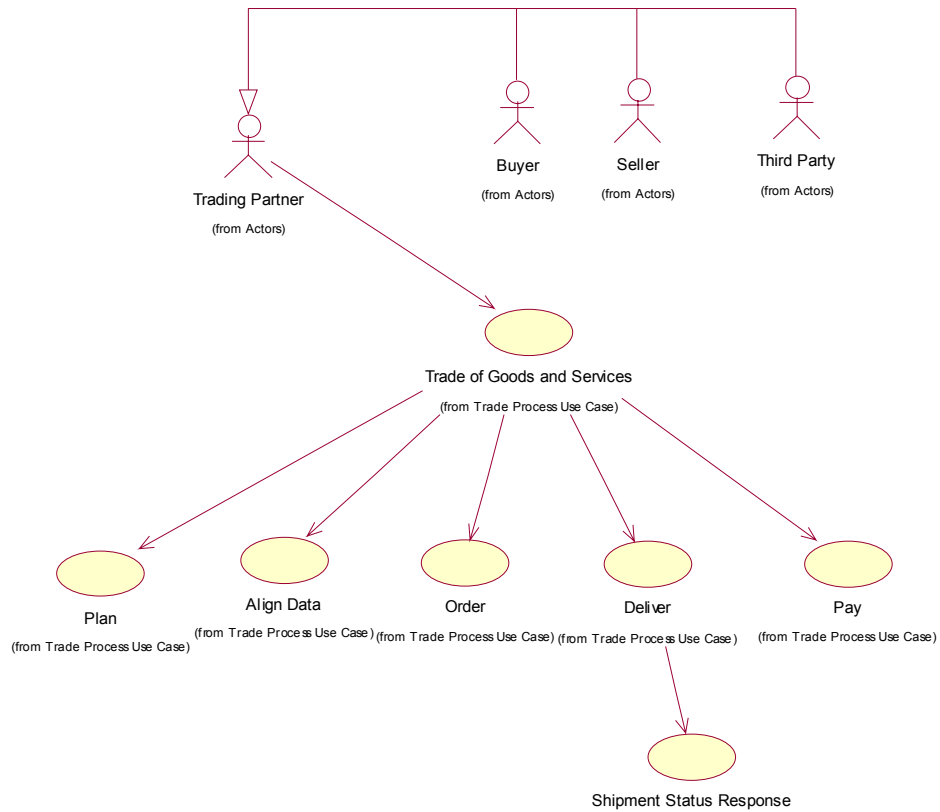 Buyer
(from Actors)
Seller
(from Actors)
Third Party
(from Actors)
Trading Partner
(from Actors)
Trade of Goods and Services
(from Trade Process Use Case)
Plan
(from Trade Process Use Case)
Align Data
(from Trade Process Use Case)
Order
(from Trade Process Use Case)
Deliver
(from Trade Process Use Case)
Pay
(from Trade Process Use Case)
Shipment Status Response